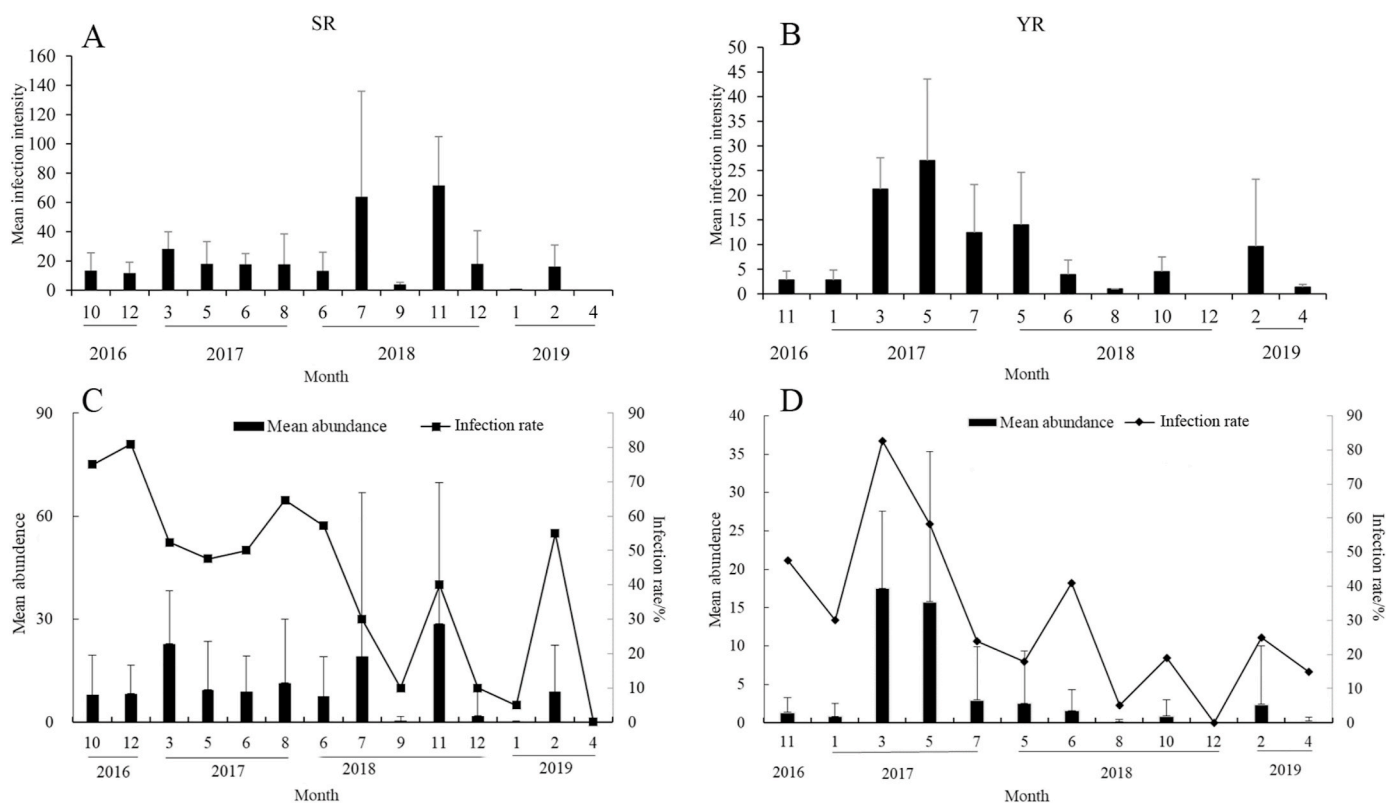 A
SR
160
140
120
100
80
60
40
20
0
Mean infection intensity
10 12 3 5 6 8 6 7 9 11 12 1 2 4
2016 2017 2018 2019
Month
B
YR
50
45
40
35
30
25
20
15
10
5
0
Mean infection intensity
11 1 3 5 7 5 6 8 10 12 2 4
2016 2017 2018 2019
Month
C
Mean abundance Infection rate
90
60
30
0
Mean abundance
90
80
70
60
50
40
30
20
10
0
Infection rate/%
10 12 3 5 6 8 6 7 9 11 12 1 2 4
2016 2017 2018 2019
Month
D
Mean abundance Infection rate
40
35
30
25
20
15
10
5
0
Mean abundance
90
80
70
60
50
40
30
20
10
0
Infection rate/%
11 1 3 5 7 5 6 8 10 12 2 4
2016 2017 2018 2019
Month